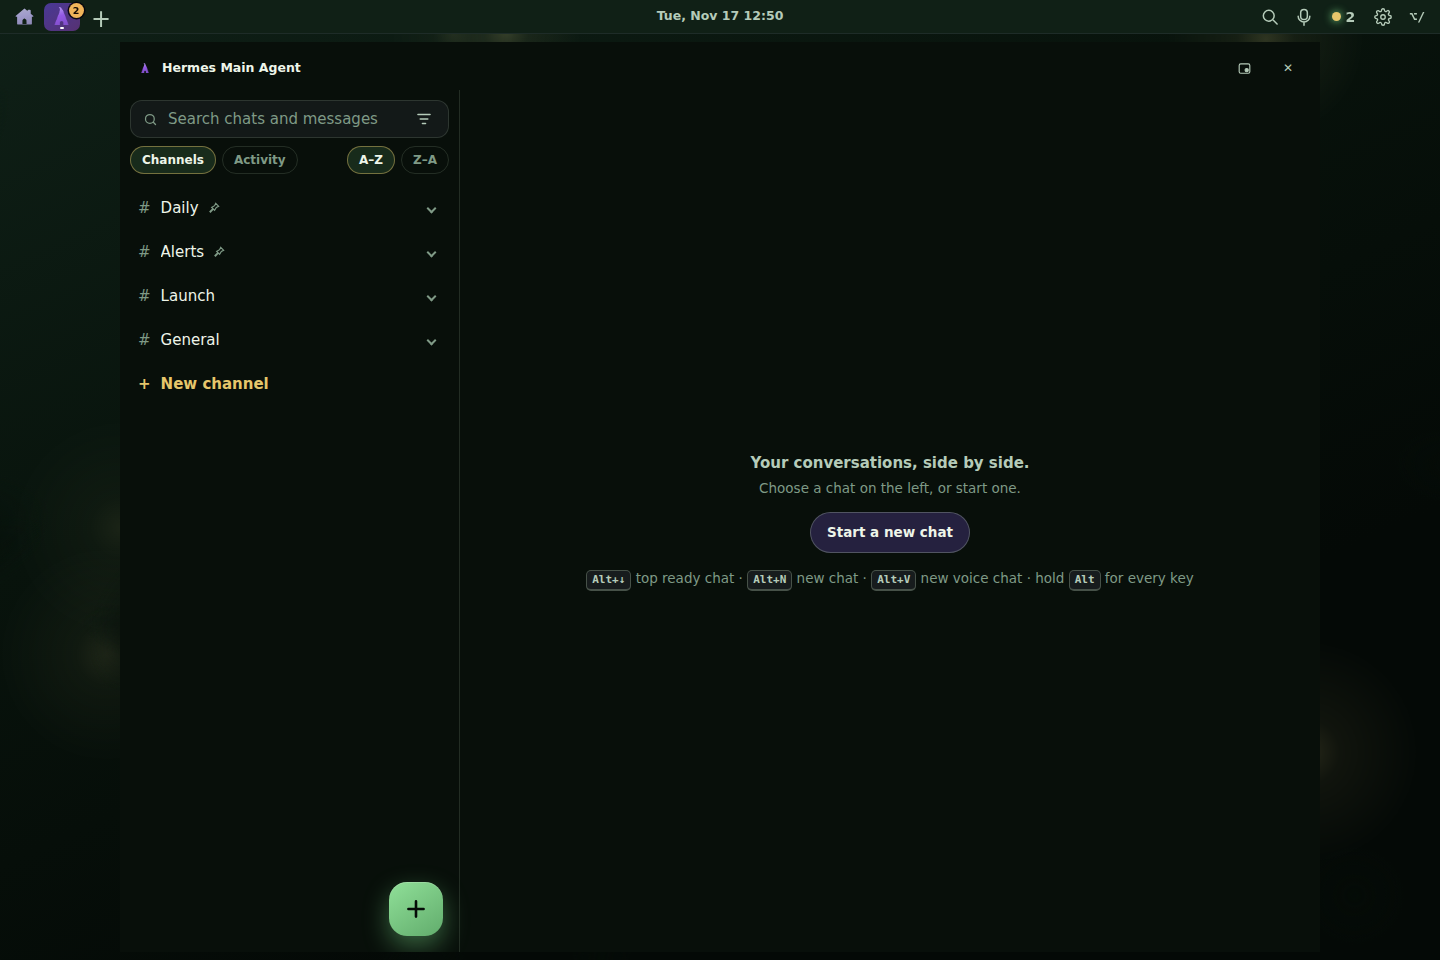 2
Tue, Nov 17 12:50
2
⌥/
Hermes Main Agent
Search chats and messages
Channels Activity A–Z Z–A
# Daily
# Alerts
# Launch
# General
+ New channel
Your conversations, side by side.
Choose a chat on the left, or start one.
Start a new chat
Alt+↓ top ready chat · Alt+N new chat · Alt+V new voice chat · hold Alt for every key